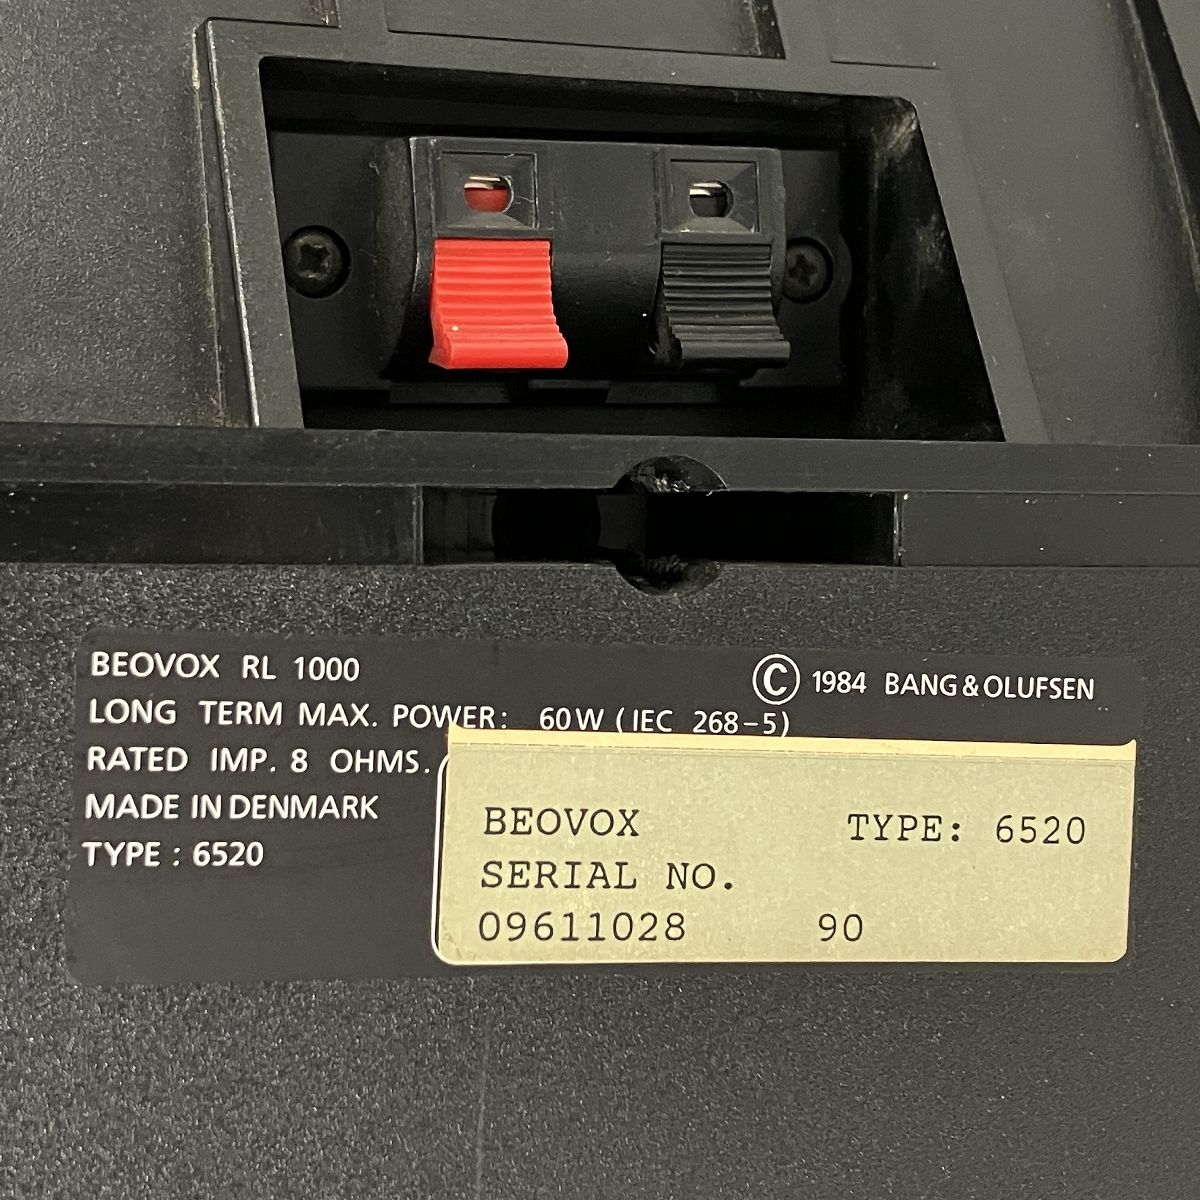 BEOVOX RL 1000
© 1984 BANG & OLUFSEN
LONG TERM MAX. POWER: 60W (IEC 268-5)
RATED IMP. 8 OHMS.
MADE IN DENMARK
TYPE : 6520
BEOVOX TYPE: 6520
SERIAL NO.
09611028 90